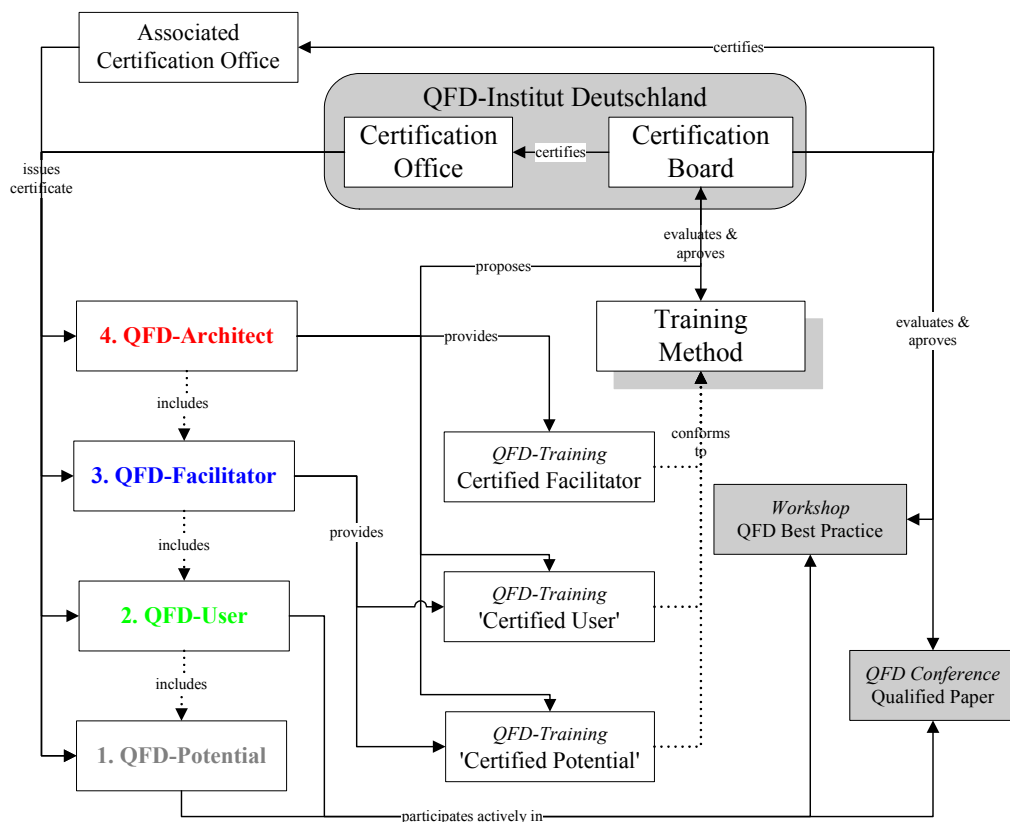 Associated
Certification Office
certifies
QFD-Institut Deutschland
Certification
Office
certifies
Certification
Board
issues
certificate
evaluates &
aproves
proposes
4. QFD-Architect
provides
Training
Method
evaluates &
aproves
includes
QFD-Training
Certified Facilitator
conforms
to
3. QFD-Facilitator
provides
Workshop
QFD Best Practice
includes
2. QFD-User
QFD-Training
'Certified User'
includes
QFD Conference
Qualified Paper
1. QFD-Potential
QFD-Training
'Certified Potential'
participates actively in